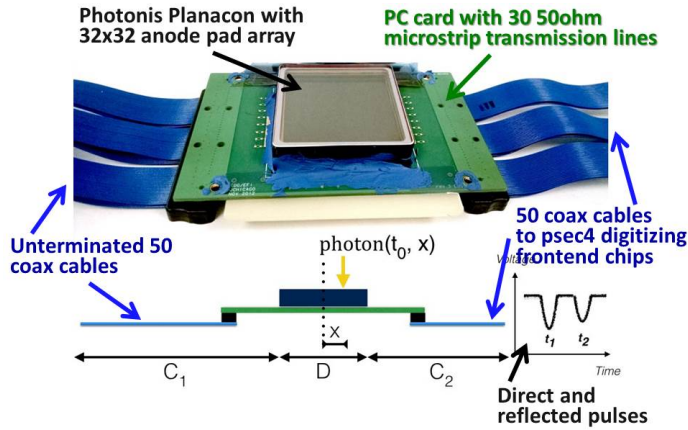 Photonis Planacon with
32x32 anode pad array
PC card with 30 50ohm
microstrip transmission lines
Unterminated 50
coax cables
photon(t0, x)
50 coax cables
to psec4 digitizing
frontend chips
Voltage
x
t1 t2
Time
C1
D
C2
Direct and
reflected pulses